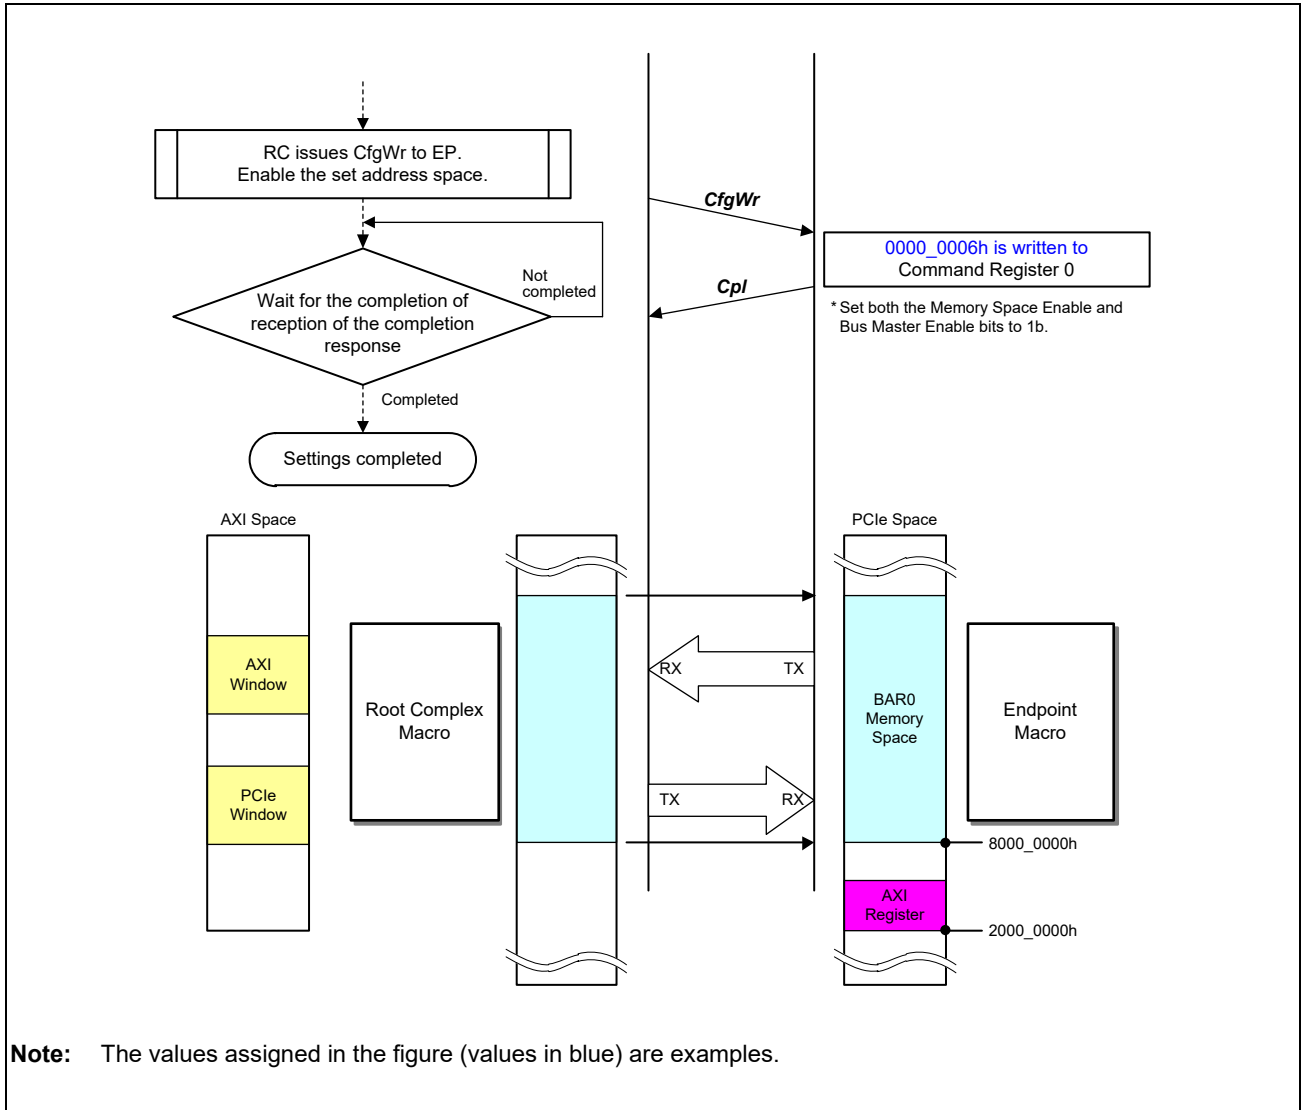 RC issues CfgWr to EP.
Enable the set address space.
CfgWr
0000_0006h is written to
Command Register 0
Not
completed
Cpl
Wait for the completion of
reception of the completion
response
* Set both the Memory Space Enable and
Bus Master Enable bits to 1b.
Completed
Settings completed
AXI Space
PCIe Space
AXI
Window
RX
TX
Root Complex
Macro
BAR0
Memory
Space
Endpoint
Macro
PCIe
Window
TX
RX
8000_0000h
AXI
Register
2000_0000h
Note: The values assigned in the figure (values in blue) are examples.